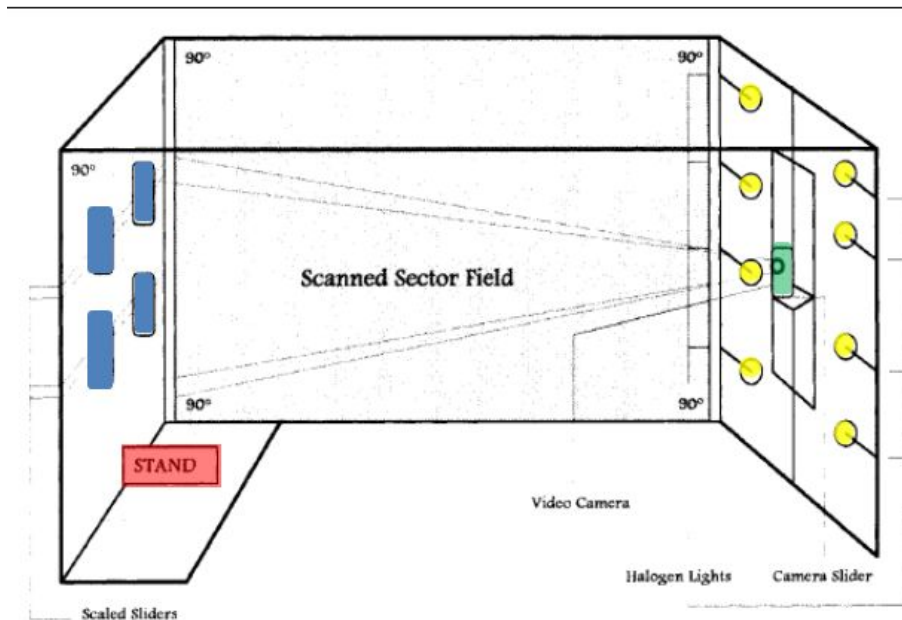 90°
90°
90°
Scanned Sector Field
90°
90°
STAND
Video Camera
Halogen Lights
Camera Slider
Scaled Sliders